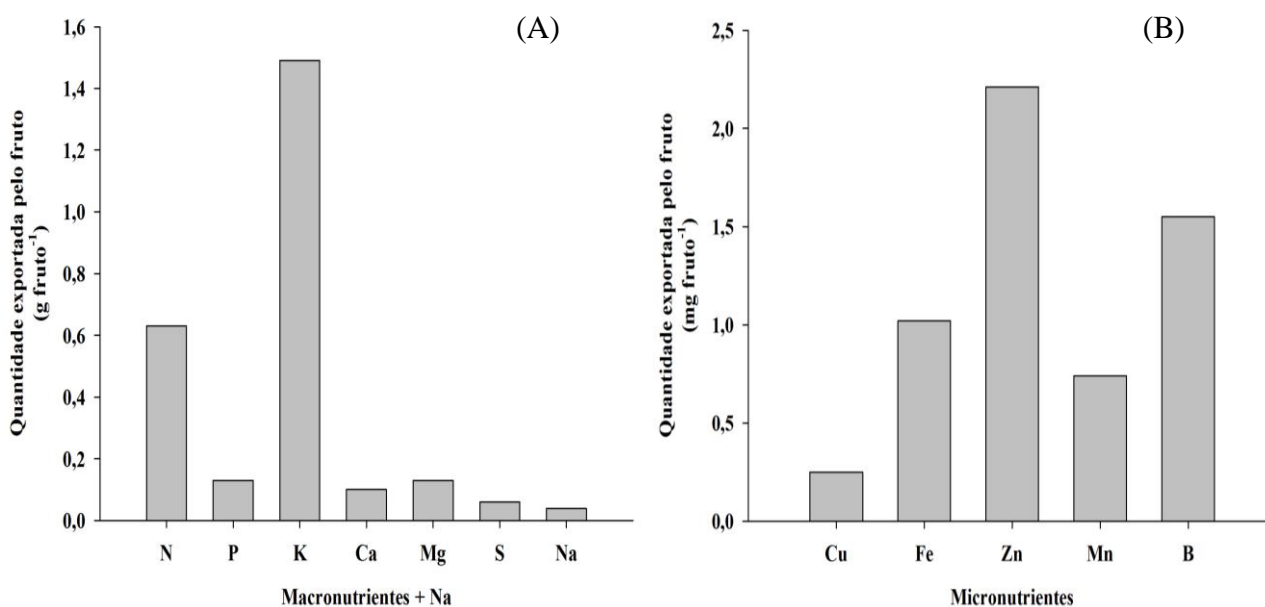 (A)
Quantidade exportada pelo fruto
(g fruto⁻¹)
1,6
1,4
1,2
1,0
0,8
0,6
0,4
0,2
0,0
N P K Ca Mg S Na
Macronutrientes + Na
(B)
Quantidade exportada pelo fruto
(mg fruto⁻¹)
2,5
2,0
1,5
1,0
0,5
0,0
Cu Fe Zn Mn B
Micronutrientes